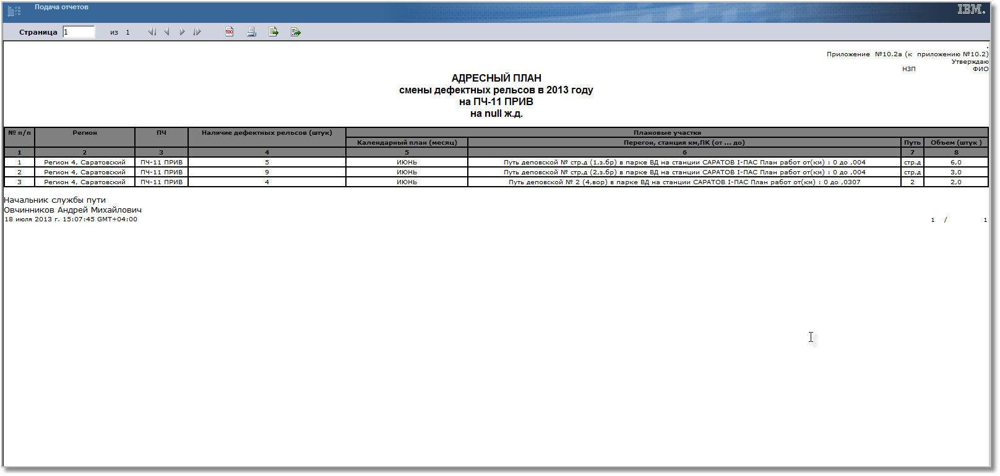 Подача отчетов
IBM.
Страница 1 из 1
TOC
.
Приложение №10.2а (к приложению №10.2)
Утверждаю
НЗП ФИО
АДРЕСНЫЙ ПЛАН
смены дефектных рельсов в 2013 году
на ПЧ-11 ПРИВ
на null ж.д.
№ п/п Регион ПЧ Наличие дефектных рельсов (штук) Плановые участки
Календарный план (месяц) Перегон, станция км,ПК (от ... до) Путь Объем (штук )
1 2 3 4 5 6 7 8
1 Регион 4, Саратовский ПЧ-11 ПРИВ 5 ИЮНЬ Путь деповской № стр.д (1,з.бр) в парке ВД на станции САРАТОВ I-ПАС План работ от(км) : 0 до ,004 стр.д 6,0
2 Регион 4, Саратовский ПЧ-11 ПРИВ 9 ИЮНЬ Путь деповской № стр,д (2,з.бр) в парке ВД на станции САРАТОВ I-ПАС План работ от(км) : 0 до ,004 стр,д 3,0
3 Регион 4, Саратовский ПЧ-11 ПРИВ 4 ИЮНЬ Путь деповской № 2 (4,вор) в парке ВД на станции САРАТОВ I-ПАС План работ от(км) : 0 до ,0307 2 2,0
Начальник службы пути
Овчинников Андрей Михайлович
18 июля 2013 г. 15:07:45 GMT+04:00 1 / 1